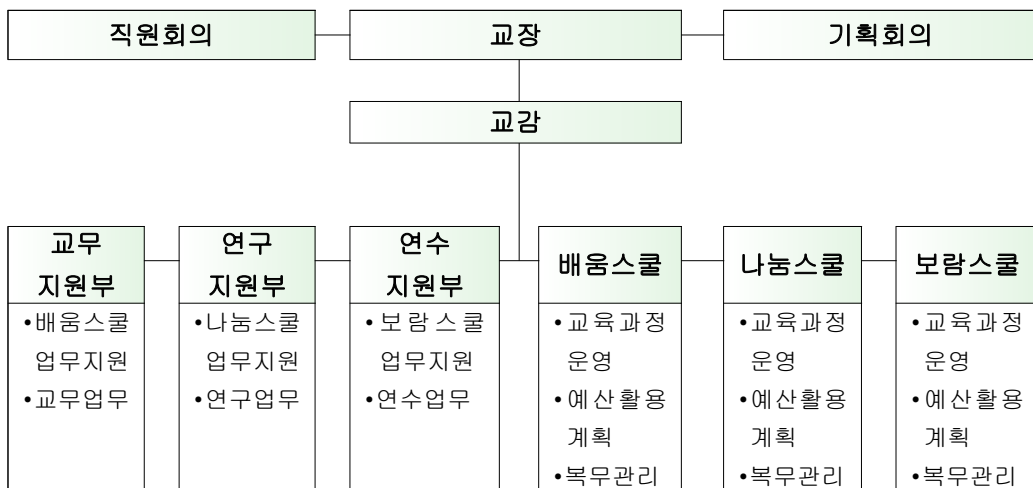 직원회의
교장
기획회의
교감
교무
지원부
연구
지원부
연수
지원부
배움스쿨
나눔스쿨
보람스쿨
•배움스쿨
업무지원
•교무업무
•나눔스쿨
업무지원
•연구업무
•보람스쿨
업무지원
•연수업무
•교육과정
운영
•예산활용
계획
•복무관리
•교육과정
운영
•예산활용
계획
•복무관리
•교육과정
운영
•예산활용
계획
•복무관리